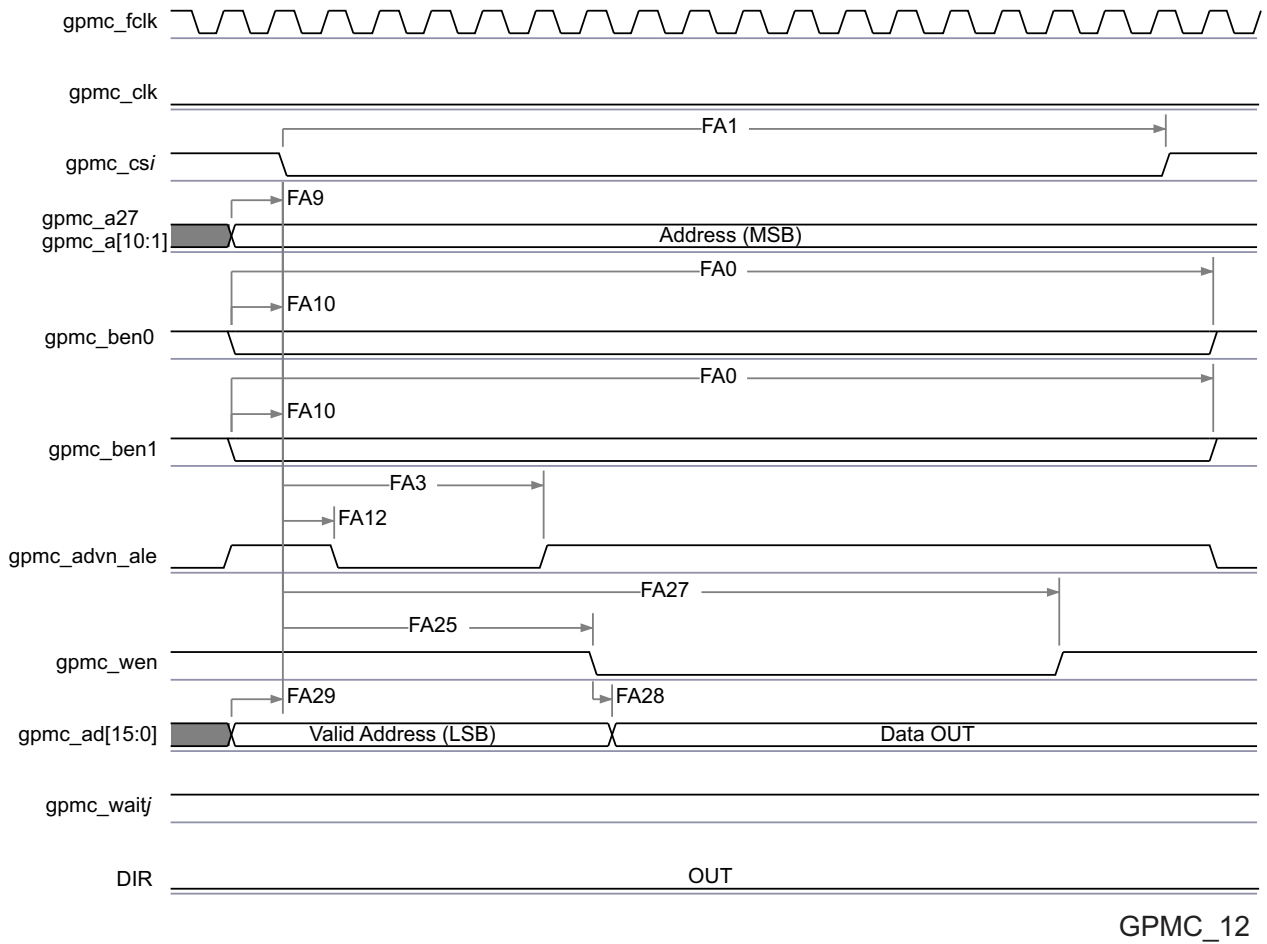 gpmc_fclk
gpmc_clk
FA1
gpmc_csi
FA9
gpmc_a27
gpmc_a[10:1]
Address (MSB)
FA0
FA10
gpmc_ben0
FA0
FA10
gpmc_ben1
FA3
FA12
gpmc_advn_ale
FA27
FA25
gpmc_wen
FA29
FA28
gpmc_ad[15:0]
Valid Address (LSB)
Data OUT
gpmc_waitj
DIR
OUT
GPMC_12